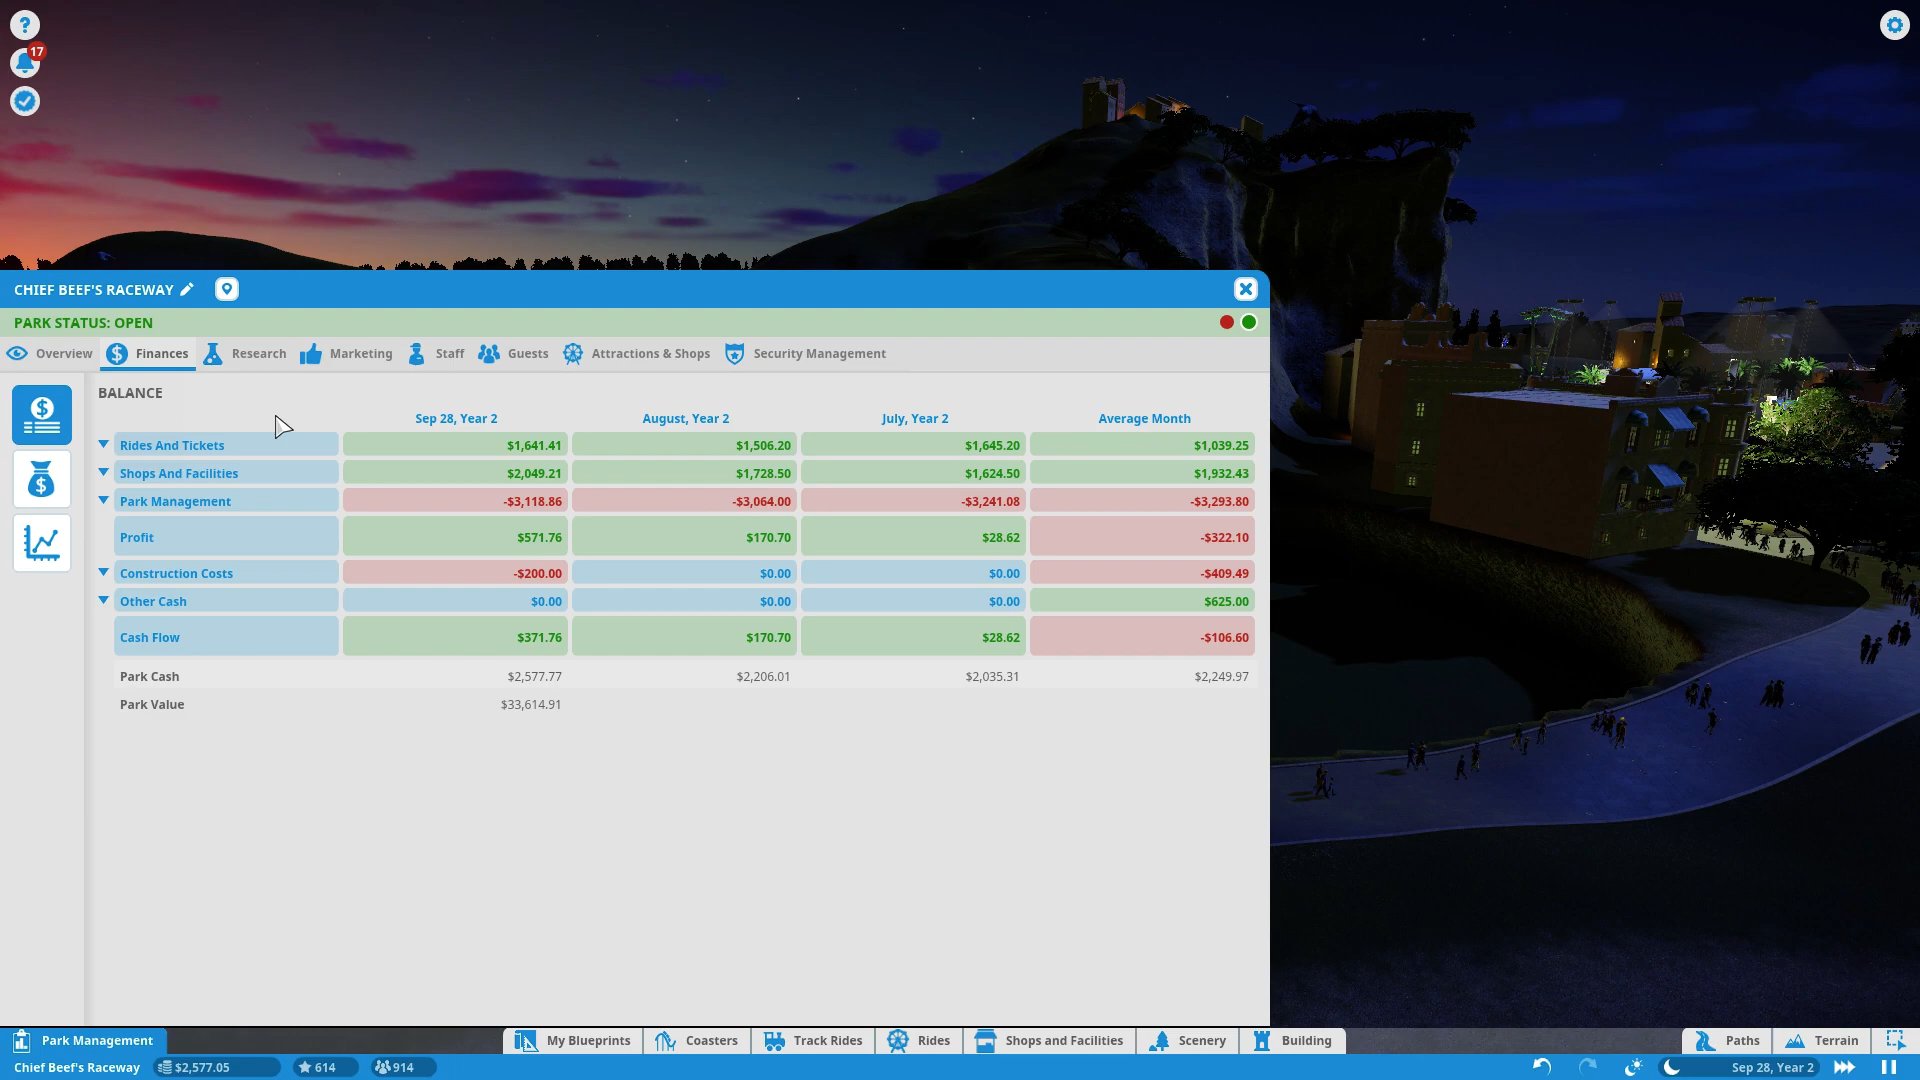 ?
17
CHIEF BEEF'S RACEWAY
PARK STATUS: OPEN
Overview Finances Research Marketing Staff Guests Attractions & Shops Security Management
BALANCE
Sep 28, Year 2 August, Year 2 July, Year 2 Average Month
Rides And Tickets $1,641.41 $1,506.20 $1,645.20 $1,039.25
Shops And Facilities $2,049.21 $1,728.50 $1,624.50 $1,932.43
Park Management -$3,118.86 -$3,064.00 -$3,241.08 -$3,293.80
Profit $571.76 $170.70 $28.62 -$322.10
Construction Costs -$200.00 $0.00 $0.00 -$409.49
Other Cash $0.00 $0.00 $0.00 $625.00
Cash Flow $371.76 $170.70 $28.62 -$106.60
Park Cash $2,577.77 $2,206.01 $2,035.31 $2,249.97
Park Value $33,614.91
Park Management My Blueprints Coasters Track Rides Rides Shops and Facilities Scenery Building Paths Terrain
Chief Beef's Raceway $2,577.05 614 914 Sep 28, Year 2